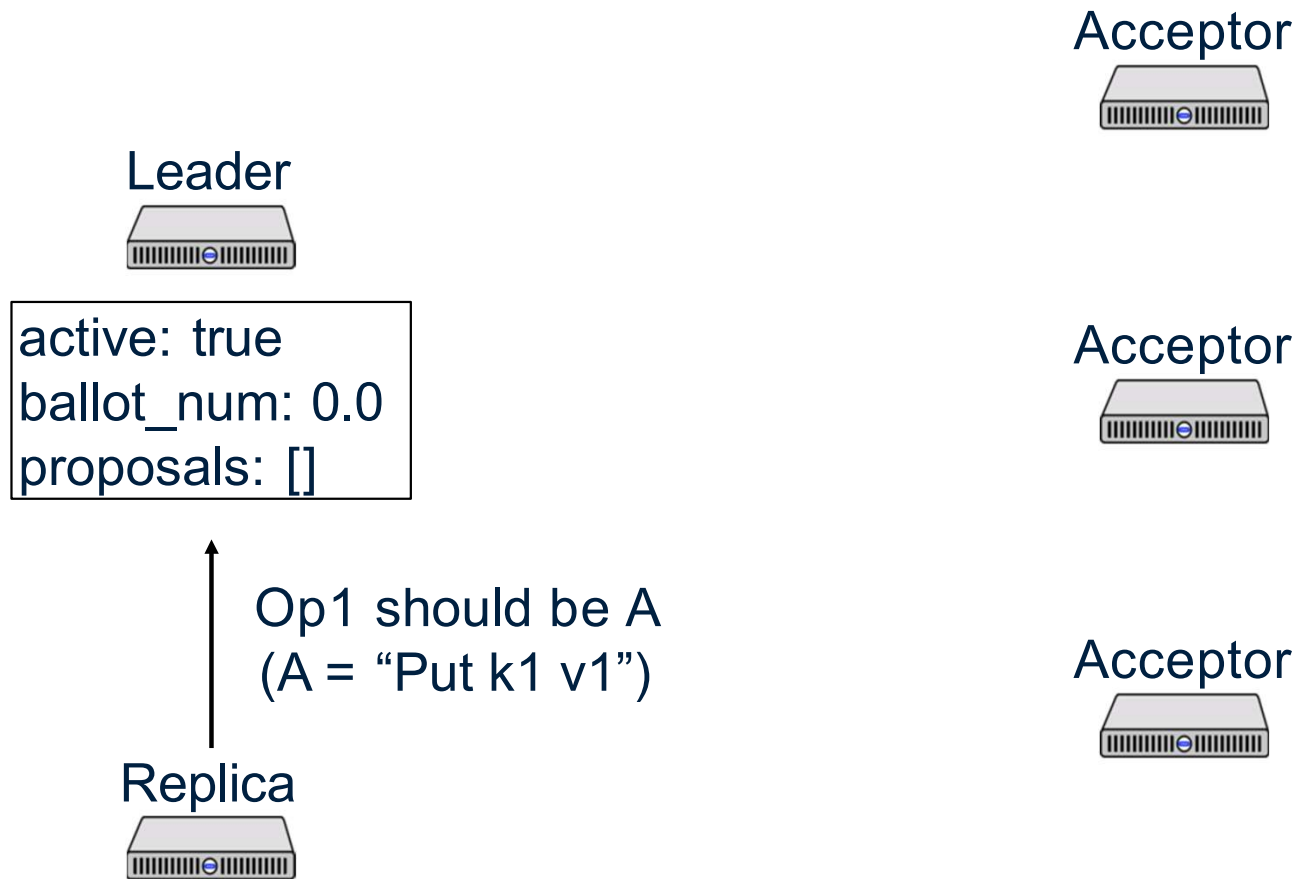 Acceptor
Leader
active: true
ballot_num: 0.0
proposals: []
Acceptor
Op1 should be A
(A = “Put k1 v1”)
Acceptor
Replica